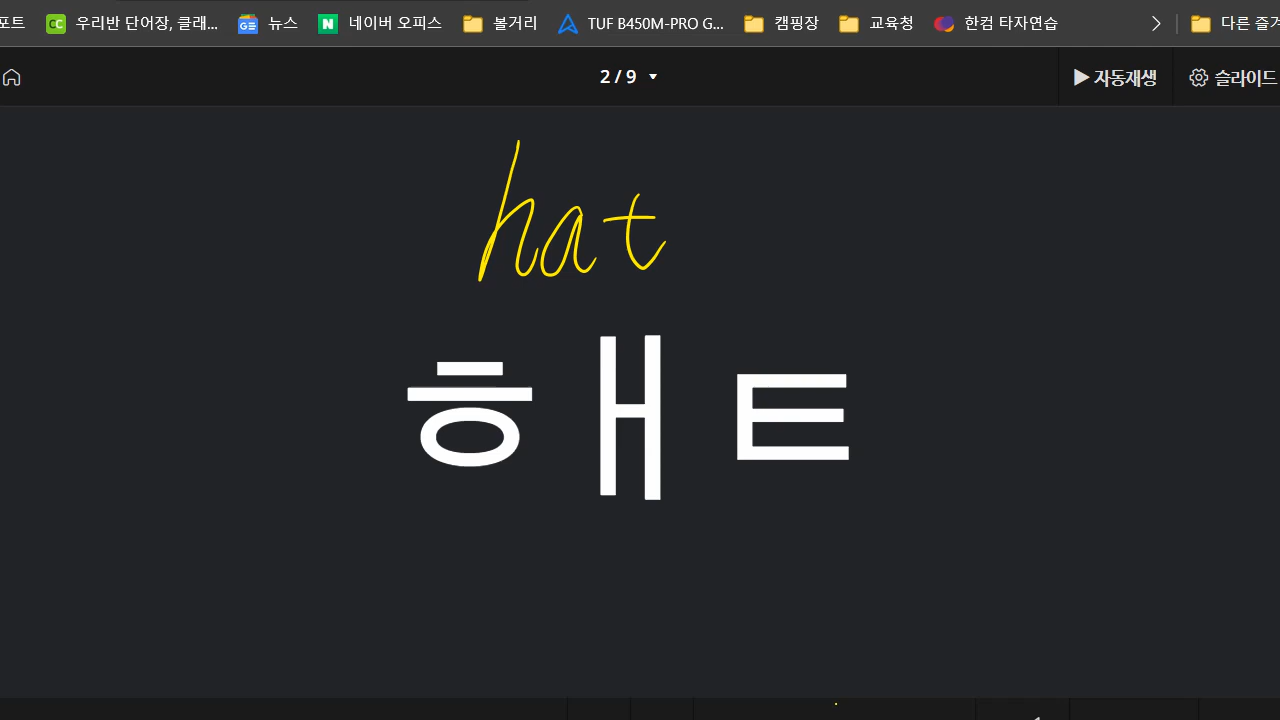 포트 CC 우리반 단어장, 클래... GE 뉴스 N 네이버 오피스 볼거리 TUF B450M-PRO G... 캠핑장 교육청 한컴 타자연습 다른 즐겨
2 / 9 자동재생 슬라이드
hat
ㅎ ㅐ ㅌ